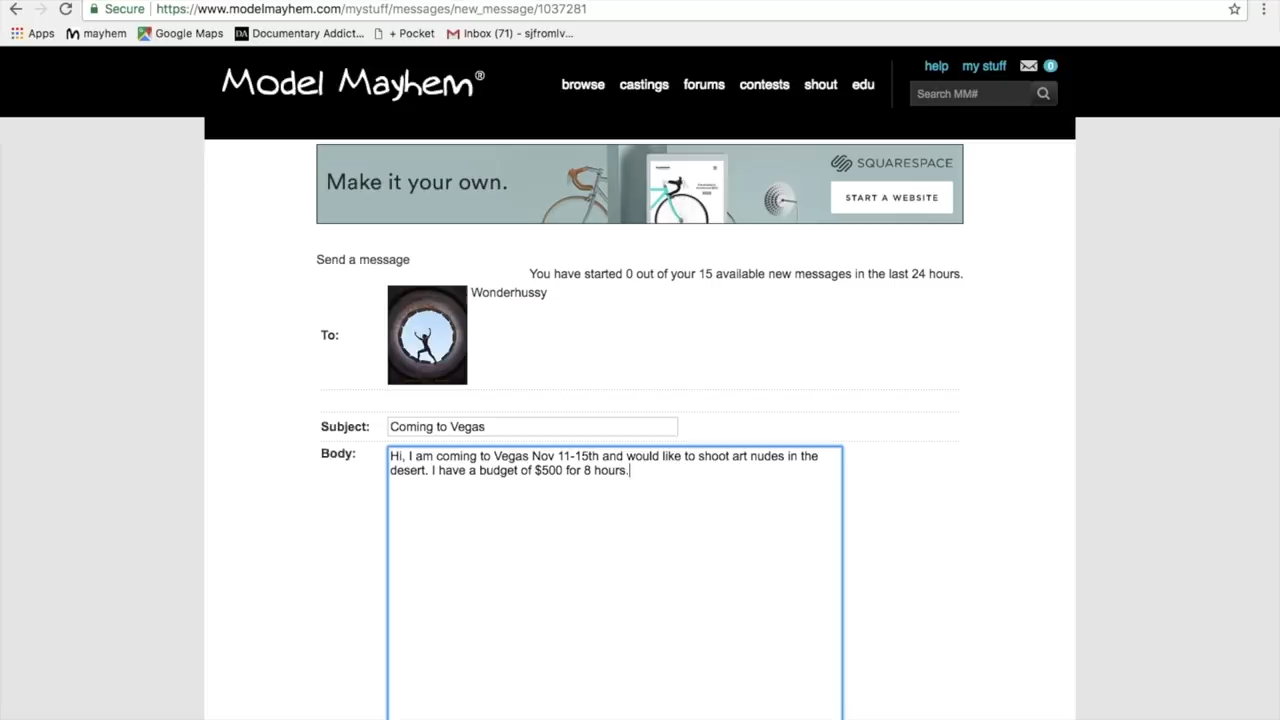 Secure https://www.modelmayhem.com/mystuff/messages/new_message/1037281
Apps mayhem Google Maps DA Documentary Addict... + Pocket Inbox (71) - sjfromlv...
Model Mayhem®
browse castings forums contests shout edu
help my stuff 0
Search MM#
Make it your own.
SQUARESPACE
START A WEBSITE
Send a message
You have started 0 out of your 15 available new messages in the last 24 hours.
To:
Wonderhussy
Subject: Coming to Vegas
Body: Hi, I am coming to Vegas Nov 11-15th and would like to shoot art nudes in the
desert. I have a budget of $500 for 8 hours.